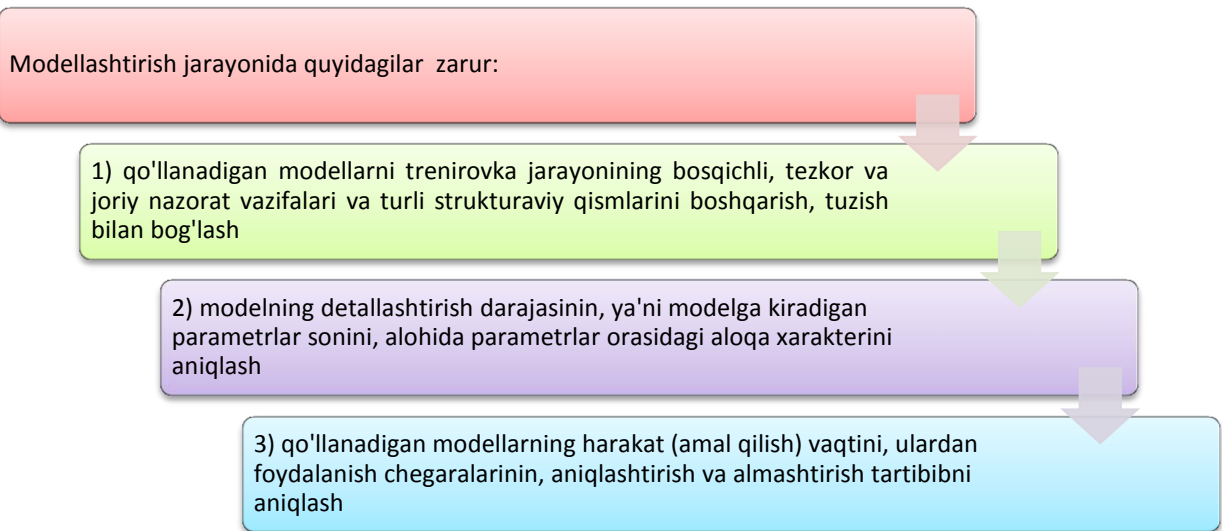 Modellashtirish jarayonida quyidagilar zarur:
1) qo'llanadigan modellarni trenirovka jarayonining bosqichli, tezkor va
joriy nazorat vazifalari va turli strukturaviy qismlarini boshqarish, tuzish
bilan bog'lash
2) modelning detallashtirish darajasinin, ya'ni modelga kiradigan
parametrlar sonini, alohida parametrlar orasidagi aloqa xarakterini
aniqlash
3) qo'llanadigan modellarning harakat (amal qilish) vaqtini, ulardan
foydalanish chegaralarinin, aniqlashtirish va almashtirish tartibibni
aniqlash